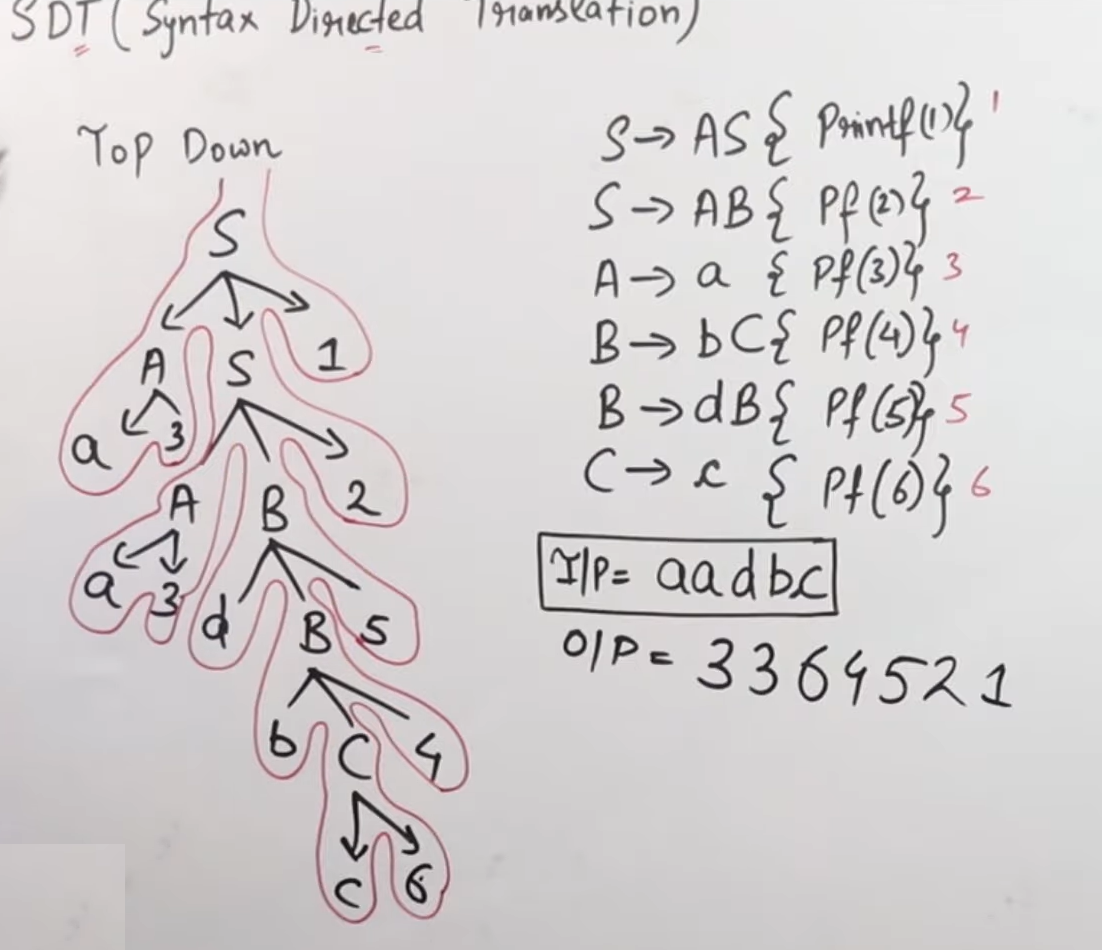 SDT (Syntax Directed Translation)
Top Down
S
A S 1
a 3
A B 2
a 3
d B 5
b C 4
c 6
S → AS { Printf(1)} 1
S → AB { Pf(2)} 2
A → a { Pf(3)} 3
B → bC { Pf(4)} 4
B → dB { Pf(5)} 5
C → c { Pf(6)} 6
I/P = aadbc
O/P = 3364521